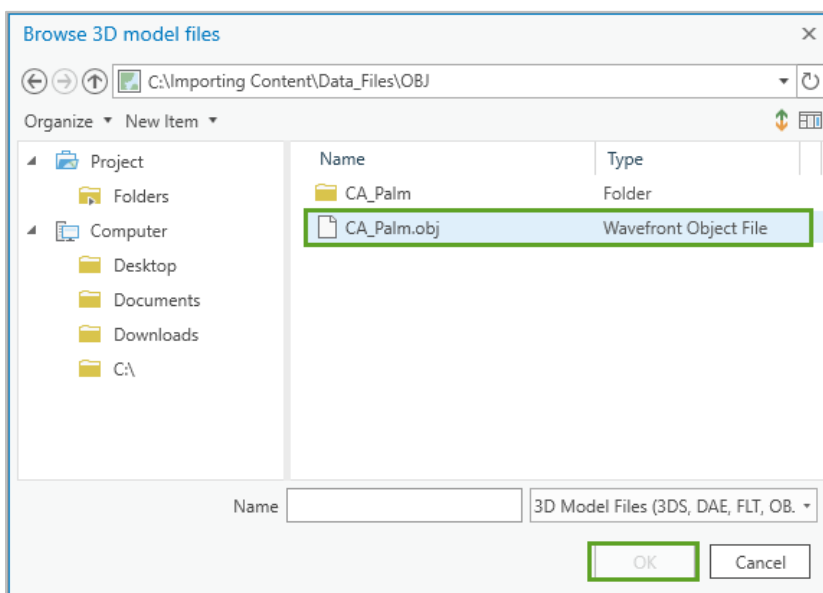 Browse 3D model files
C:\Importing Content\Data_Files\OBJ
Organize New Item
Project
Folders
Computer
Desktop
Documents
Downloads
C:\
Name Type
CA_Palm Folder
CA_Palm.obj Wavefront Object File
Name 3D Model Files (3DS, DAE, FLT, OB.
OK Cancel